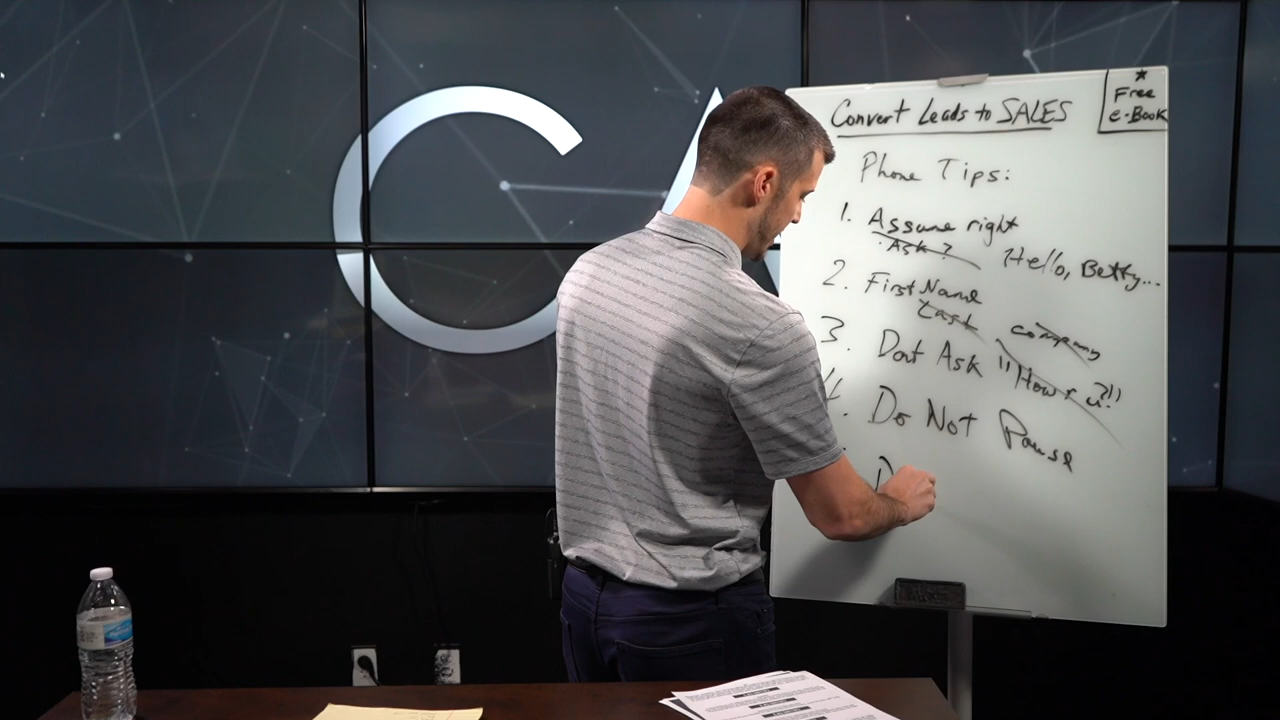 CA
Convert Leads to SALES
★ Free
e-Book
Phone Tips:
1. Assume right
· Ask?
Hello, Betty...
2. First Name
Last company
3. Dont Ask "How r u?"
4. Do Not Pause
D